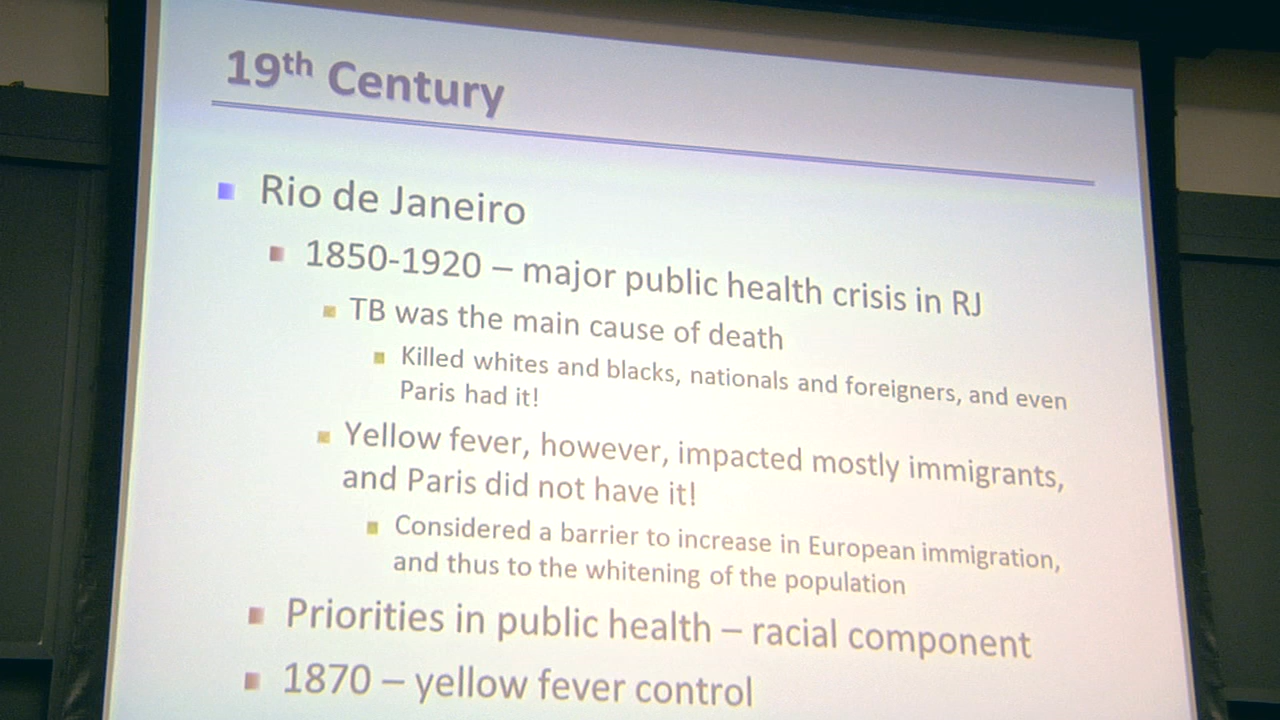 19th Century
Rio de Janeiro
1850-1920 – major public health crisis in RJ
TB was the main cause of death
Killed whites and blacks, nationals and foreigners, and even
Paris had it!
Yellow fever, however, impacted mostly immigrants,
and Paris did not have it!
Considered a barrier to increase in European immigration,
and thus to the whitening of the population
Priorities in public health – racial component
1870 – yellow fever control